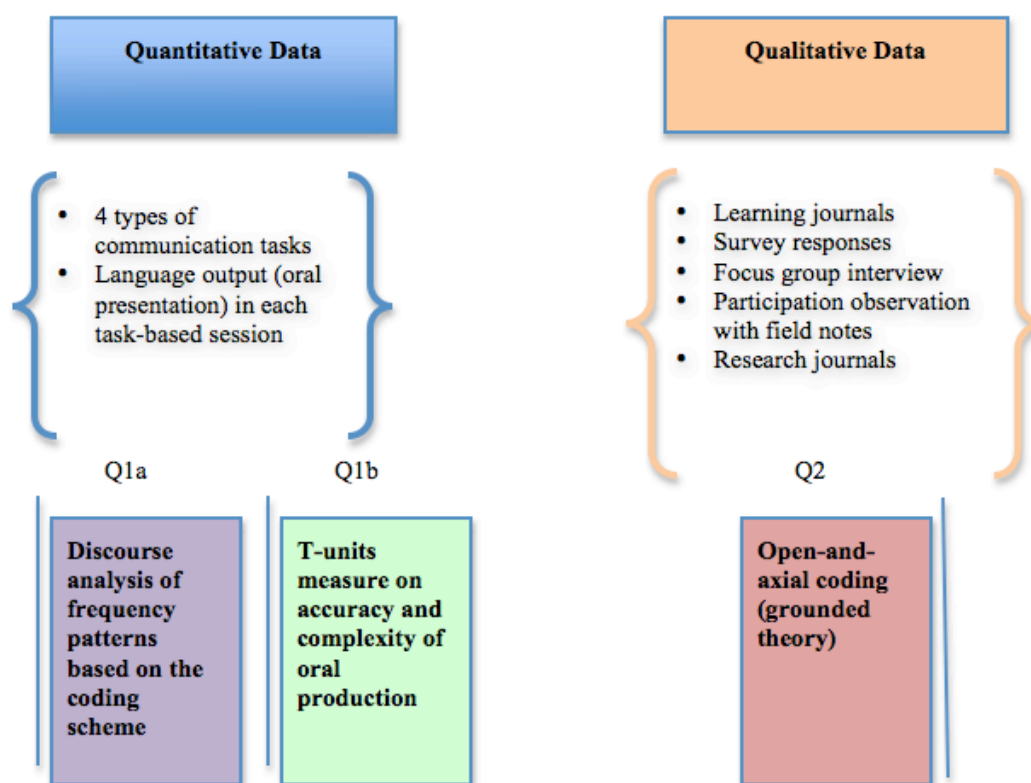 Quantitative Data
• 4 types of
communication tasks
• Language output (oral
presentation) in each
task-based session
Q1a
Q1b
Discourse
analysis of
frequency
patterns
based on the
coding
scheme
T-units
measure on
accuracy and
complexity of
oral
production
Qualitative Data
• Learning journals
• Survey responses
• Focus group interview
• Participation observation
with field notes
• Research journals
Q2
Open-and-
axial coding
(grounded
theory)